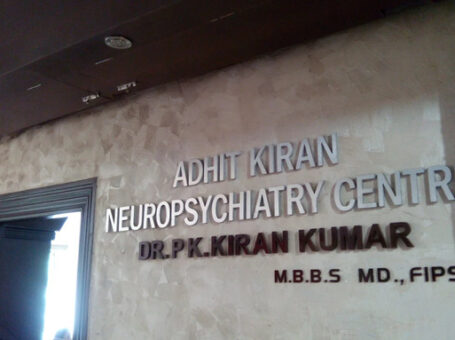 ADHIT KIRAN
NEUROPSYCHIATRY CENTR
DR.P K.KIRAN KUMAR
M.B.B.S MD., FIPS